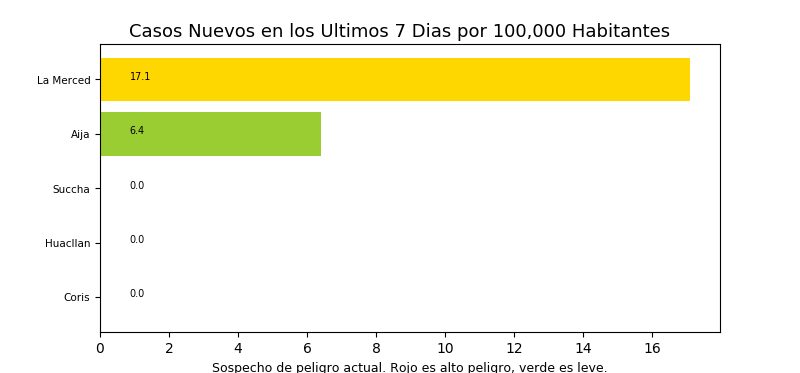 Casos Nuevos en los Ultimos 7 Dias por 100,000 Habitantes
La Merced
17.1
Aija
6.4
Succha
0.0
Huacllan
0.0
Coris
0.0
0 2 4 6 8 10 12 14 16
Sospecho de peligro actual. Rojo es alto peligro, verde es leve.